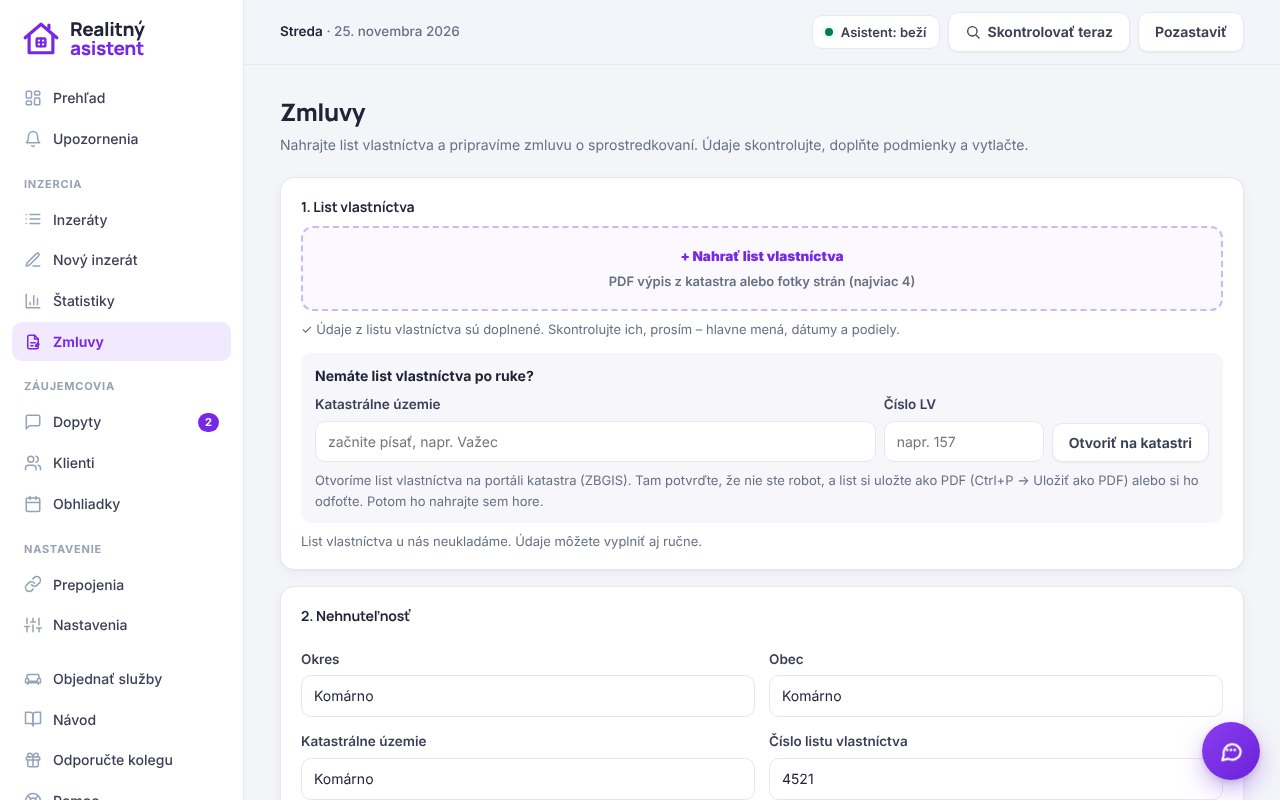 Realitný
asistent
Prehľad
Upozornenia
INZERCIA
Inzeráty
Nový inzerát
Štatistiky
Zmluvy
ZÁUJEMCOVIA
Dopyty 2
Klienti
Obhliadky
NASTAVENIE
Prepojenia
Nastavenia
Objednať služby
Návod
Odporučte kolegu
Pomoc
Streda · 25. novembra 2026
Asistent: beží
Skontrolovať teraz
Pozastaviť
Zmluvy
Nahrajte list vlastníctva a pripravíme zmluvu o sprostredkovaní. Údaje skontrolujte, doplňte podmienky a vytlačte.
1. List vlastníctva
+ Nahrať list vlastníctva
PDF výpis z katastra alebo fotky strán (najviac 4)
✓ Údaje z listu vlastníctva sú doplnené. Skontrolujte ich, prosím – hlavne mená, dátumy a podiely.
Nemáte list vlastníctva po ruke?
Katastrálne územie Číslo LV
začnite písať, napr. Važec napr. 157 Otvoriť na katastri
Otvoríme list vlastníctva na portáli katastra (ZBGIS). Tam potvrďte, že nie ste robot, a list si uložte ako PDF (Ctrl+P → Uložiť ako PDF) alebo si ho
odfoťte. Potom ho nahrajte sem hore.
List vlastníctva u nás neukladáme. Údaje môžete vyplniť aj ručne.
2. Nehnuteľnosť
Okres Obec
Komárno Komárno
Katastrálne územie Číslo listu vlastníctva
Komárno 4521